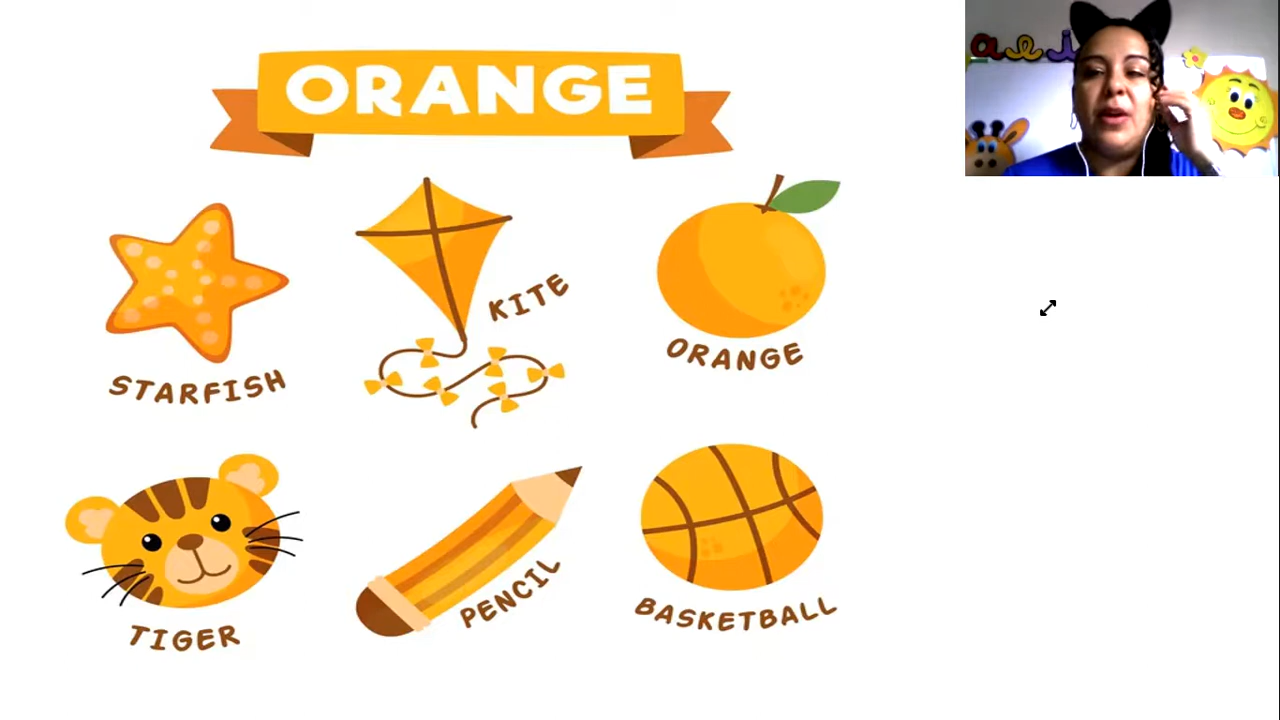 ORANGE
STARFISH
KITE
ORANGE
TIGER
PENCIL
BASKETBALL
a e i